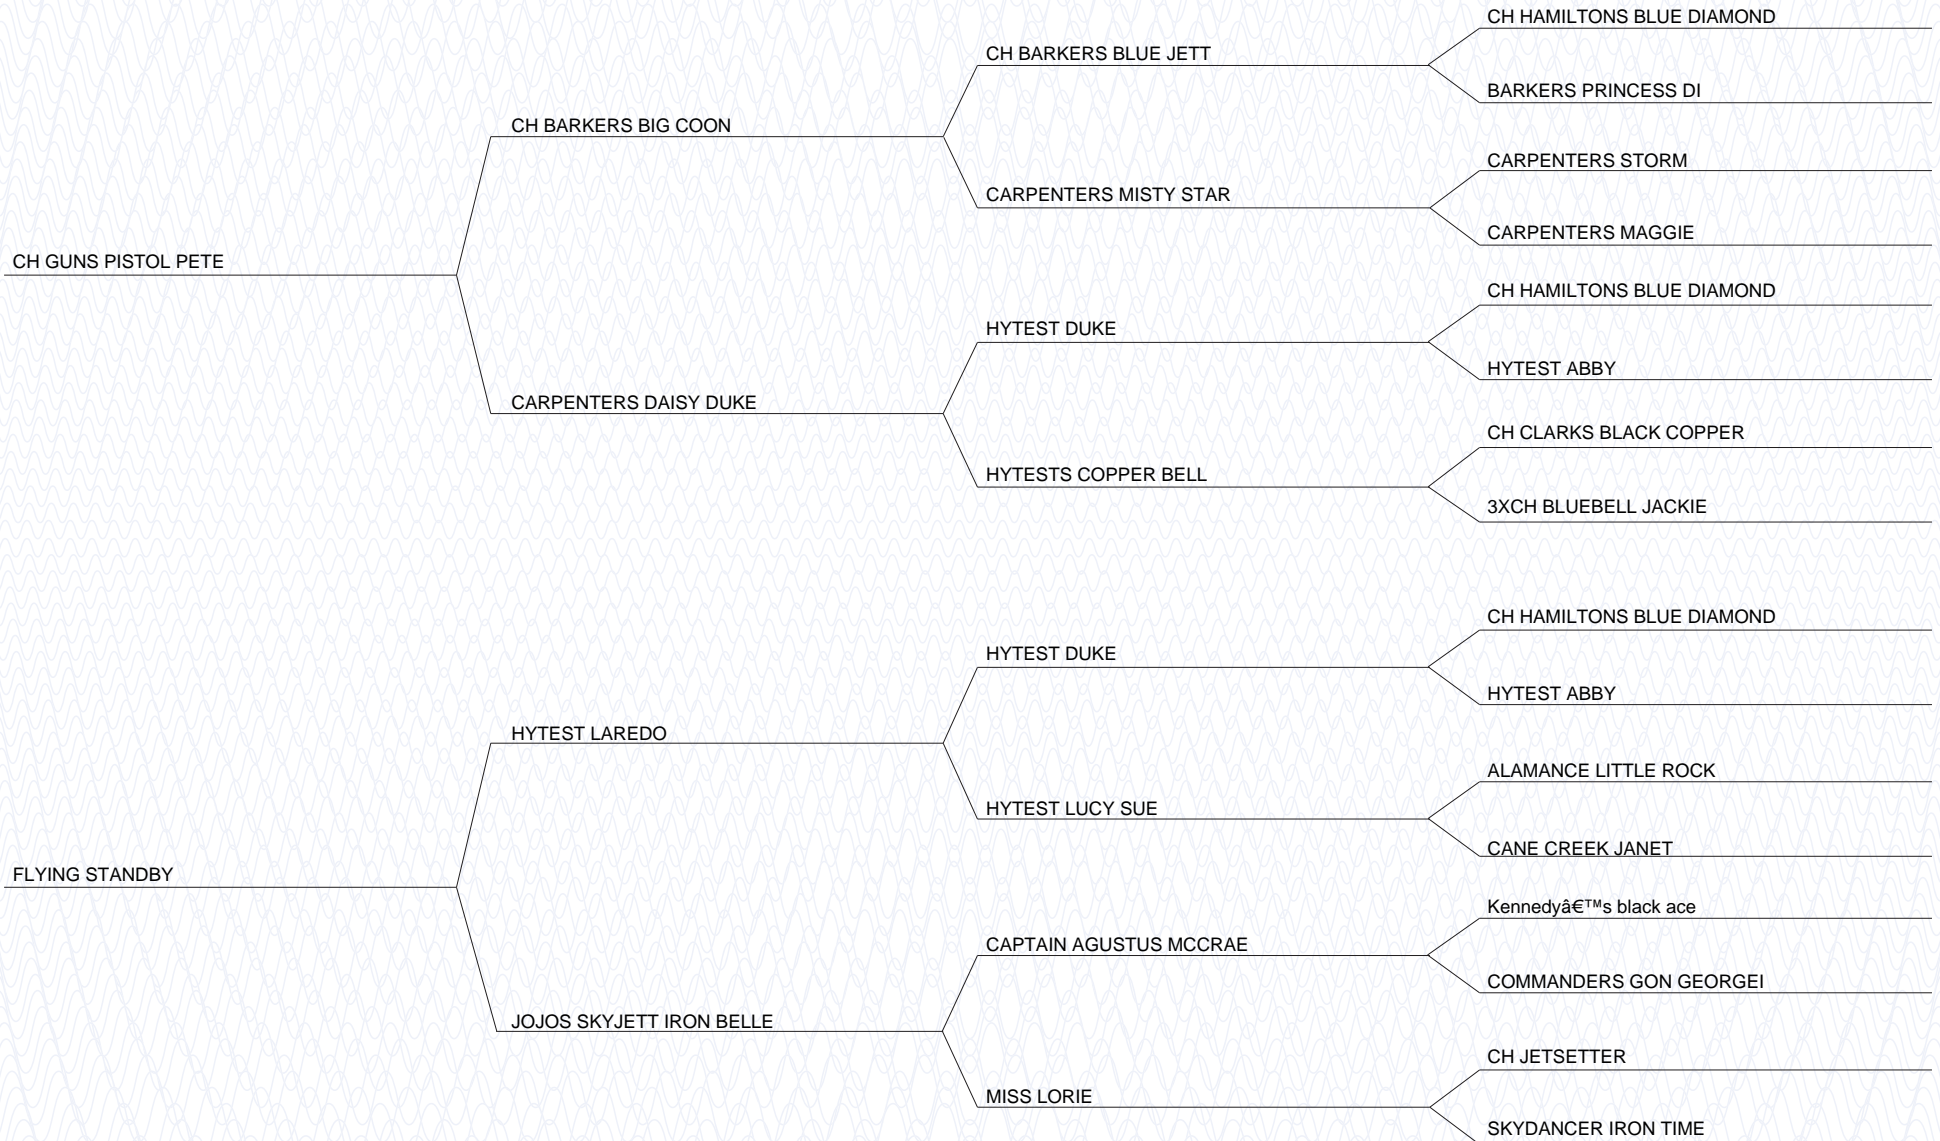 CH HAMILTONS BLUE DIAMOND
CH BARKERS BLUE JETT
BARKERS PRINCESS DI
CH BARKERS BIG COON
CARPENTERS STORM
CARPENTERS MISTY STAR
CARPENTERS MAGGIE
CH GUNS PISTOL PETE
CH HAMILTONS BLUE DIAMOND
HYTEST DUKE
HYTEST ABBY
CARPENTERS DAISY DUKE
CH CLARKS BLACK COPPER
HYTESTS COPPER BELL
3XCH BLUEBELL JACKIE
CH HAMILTONS BLUE DIAMOND
HYTEST DUKE
HYTEST ABBY
HYTEST LAREDO
ALAMANCE LITTLE ROCK
HYTEST LUCY SUE
CANE CREEK JANET
FLYING STANDBY
Kennedyâ€™s black ace
CAPTAIN AGUSTUS MCCRAE
COMMANDERS GON GEORGEI
JOJOS SKYJETT IRON BELLE
CH JETSETTER
MISS LORIE
SKYDANCER IRON TIME